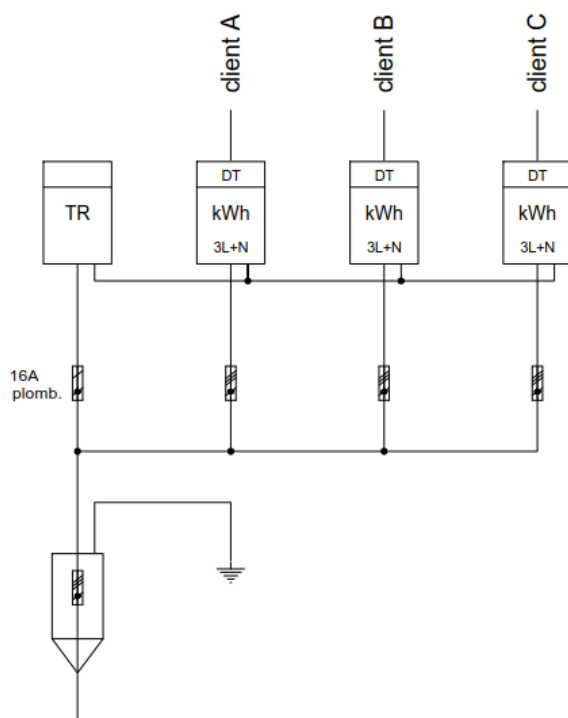 client A
client B
client C
TR
DT
kWh
3L+N
DT
kWh
3L+N
DT
kWh
3L+N
16A
plomb.